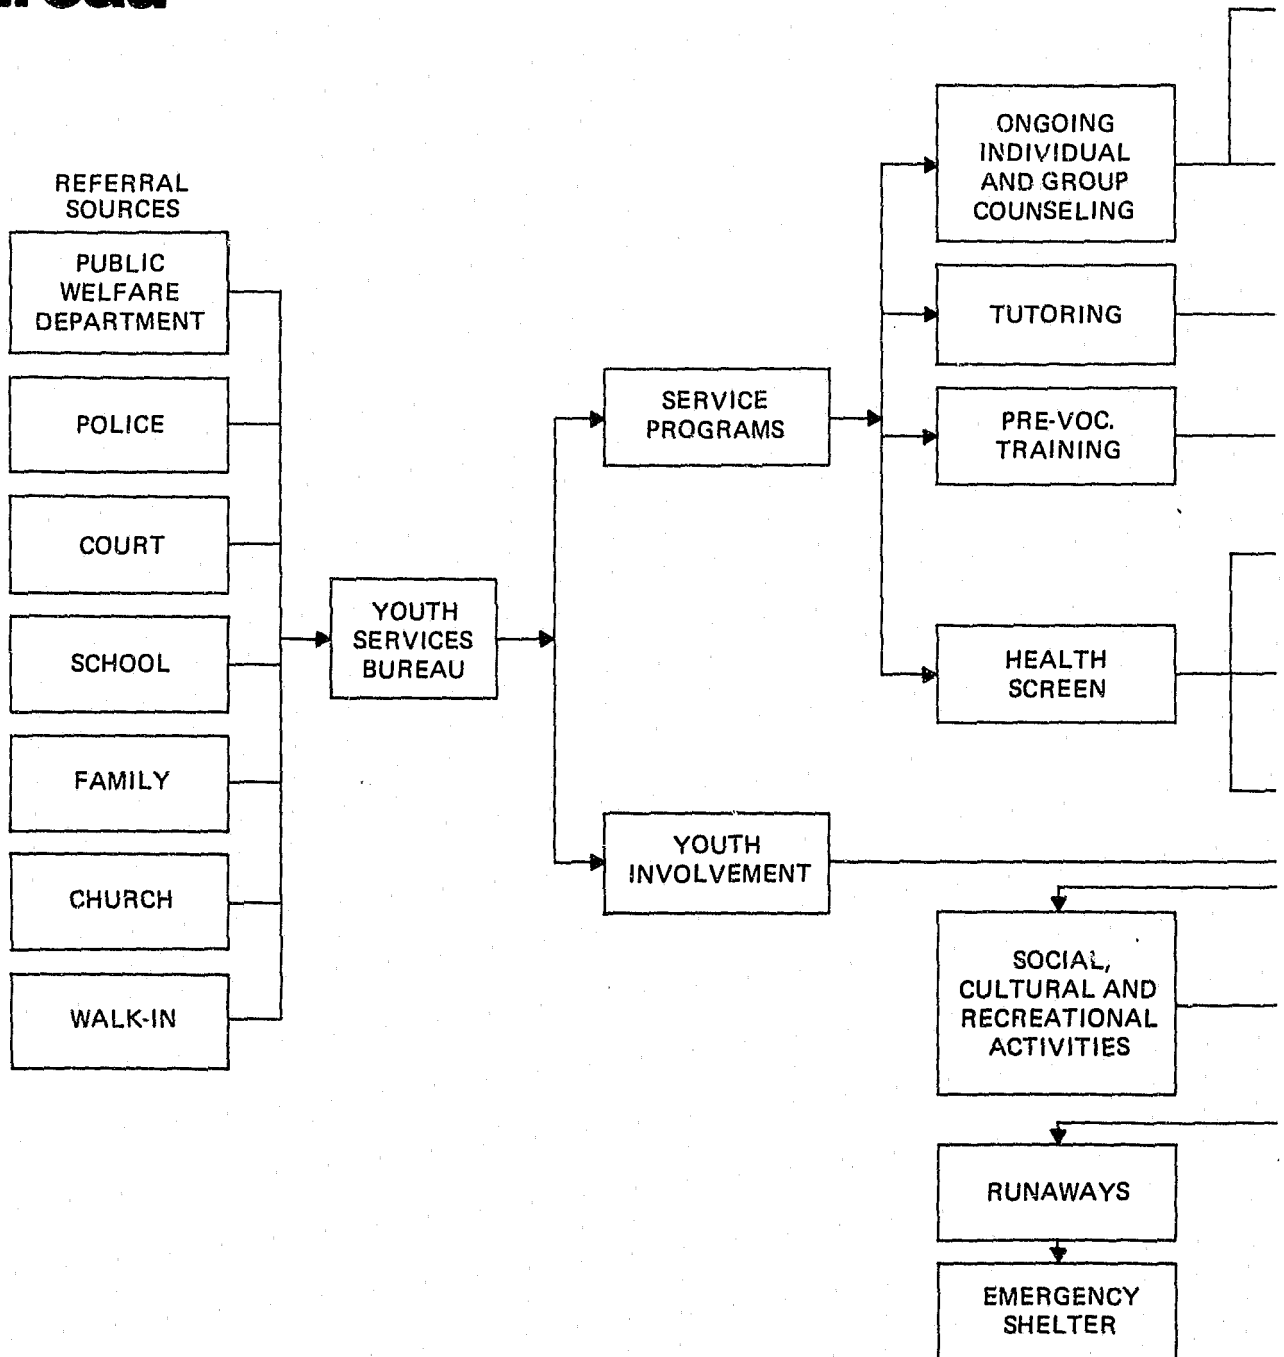 REFERRAL
SOURCES
PUBLIC
WELFARE
DEPARTMENT
POLICE
COURT
SCHOOL
FAMILY
CHURCH
WALK-IN
YOUTH
SERVICES
BUREAU
SERVICE
PROGRAMS
YOUTH
INVOLVEMENT
ONGOING
INDIVIDUAL
AND GROUP
COUNSELING
TUTORING
PRE-VOC.
TRAINING
HEALTH
SCREEN
SOCIAL,
CULTURAL AND
RECREATIONAL
ACTIVITIES
RUNAWAYS
EMERGENCY
SHELTER